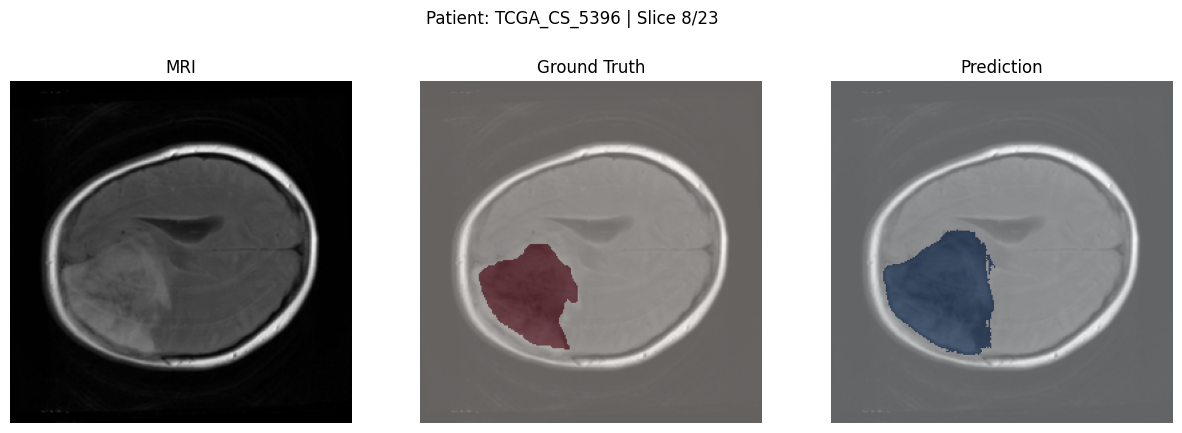 Patient: TCGA_CS_5396 | Slice 8/23
MRI
Ground Truth
Prediction